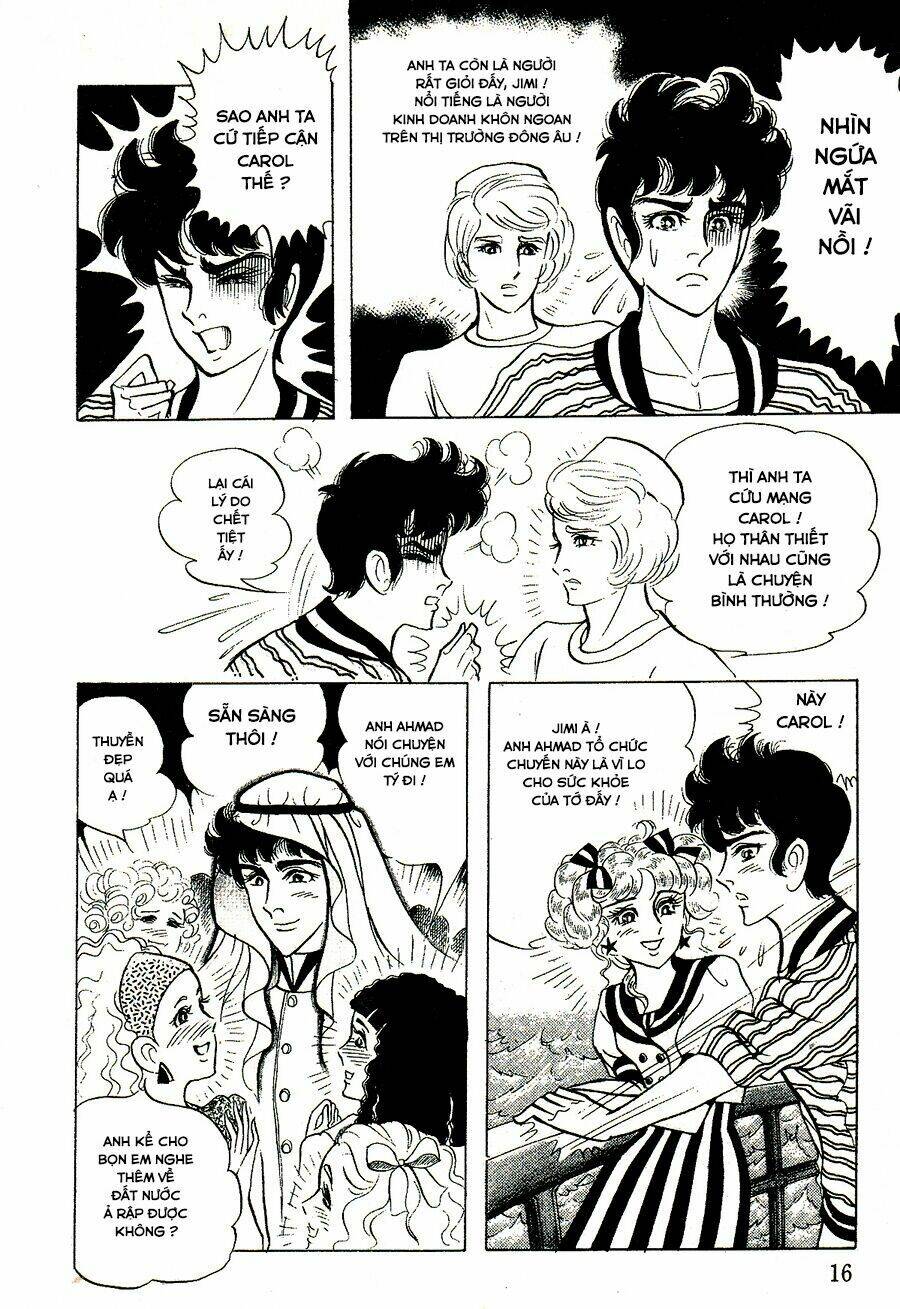 NHÌN
NGỨA
MẮT
VÃI
NỒI !
ANH TA CÒN LÀ NGƯỜI
RẤT GIỎI ĐẤY, JIMI !
NỔI TIẾNG LÀ NGƯỜI
KINH DOANH KHÔN NGOAN
TRÊN THỊ TRƯỜNG ĐÔNG ÂU !
SAO ANH TA
CỨ TIẾP CẬN
CAROL
THẾ ?
THÌ ANH TA
CỨU MẠNG
CAROL !
HỌ THÂN THIẾT
VỚI NHAU CŨNG
LÀ CHUYỆN
BÌNH THƯỜNG !
LẠI CÁI
LÝ DO
CHẾT
TIỆT
ẤY !
NÀY
CAROL !
JIMI À !
ANH AHMAD TỔ CHỨC
CHUYẾN NÀY LÀ VÌ LO
CHO SỨC KHỎE
CỦA TỚ ĐẤY !
ANH AHMAD
NÓI CHUYỆN
VỚI CHÚNG EM
TÝ ĐI !
SẴN SÀNG
THÔI !
THUYỀN
ĐẸP
QUÁ
Ạ !
ANH KỂ CHO
BỌN EM NGHE
THÊM VỀ
ĐẤT NƯỚC
Ả RẬP ĐƯỢC
KHÔNG ?
16